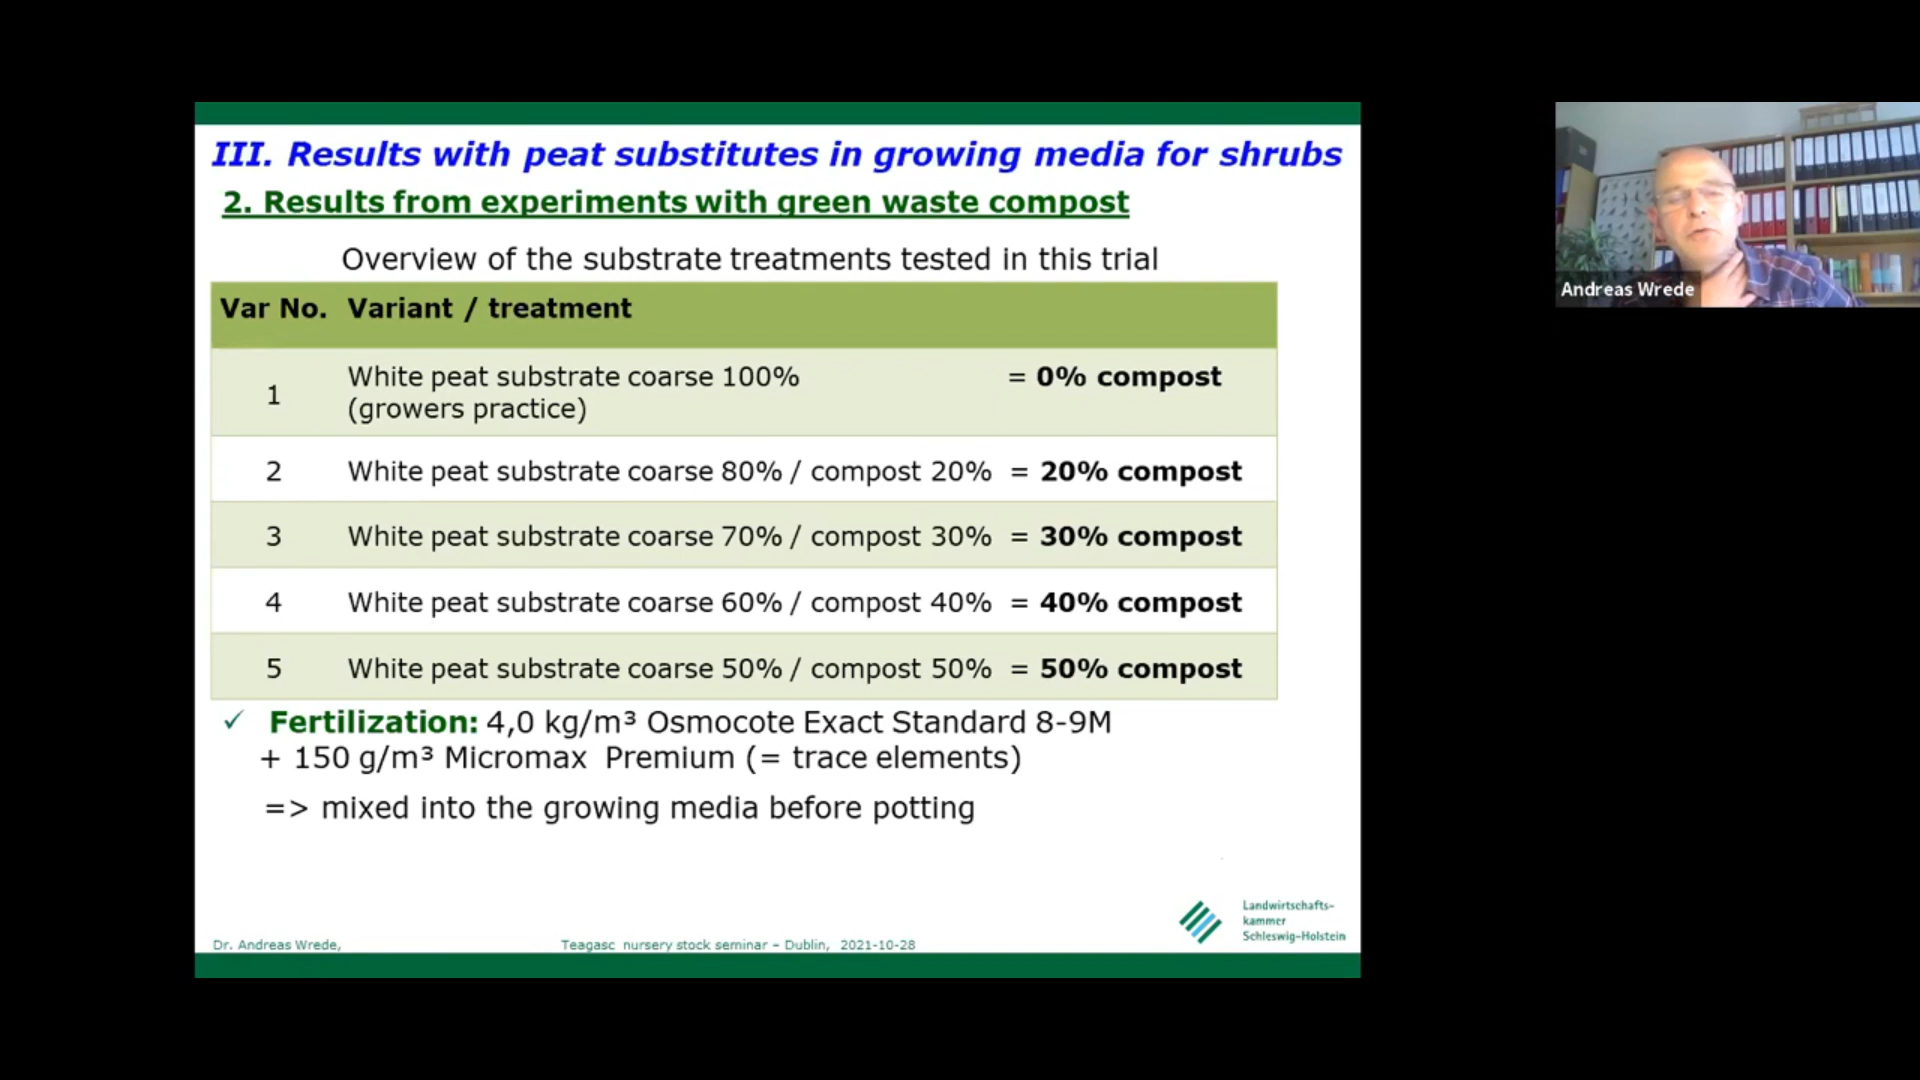 III. Results with peat substitutes in growing media for shrubs
2. Results from experiments with green waste compost
Overview of the substrate treatments tested in this trial
Var No. Variant / treatment
1 White peat substrate coarse 100% = 0% compost
(growers practice)
2 White peat substrate coarse 80% / compost 20% = 20% compost
3 White peat substrate coarse 70% / compost 30% = 30% compost
4 White peat substrate coarse 60% / compost 40% = 40% compost
5 White peat substrate coarse 50% / compost 50% = 50% compost
✓ Fertilization: 4,0 kg/m³ Osmocote Exact Standard 8-9M
+ 150 g/m³ Micromax Premium (= trace elements)
=> mixed into the growing media before potting
Landwirtschafts-
kammer
Schleswig-Holstein
Dr. Andreas Wrede, Teagasc nursery stock seminar – Dublin, 2021-10-28
Andreas Wrede